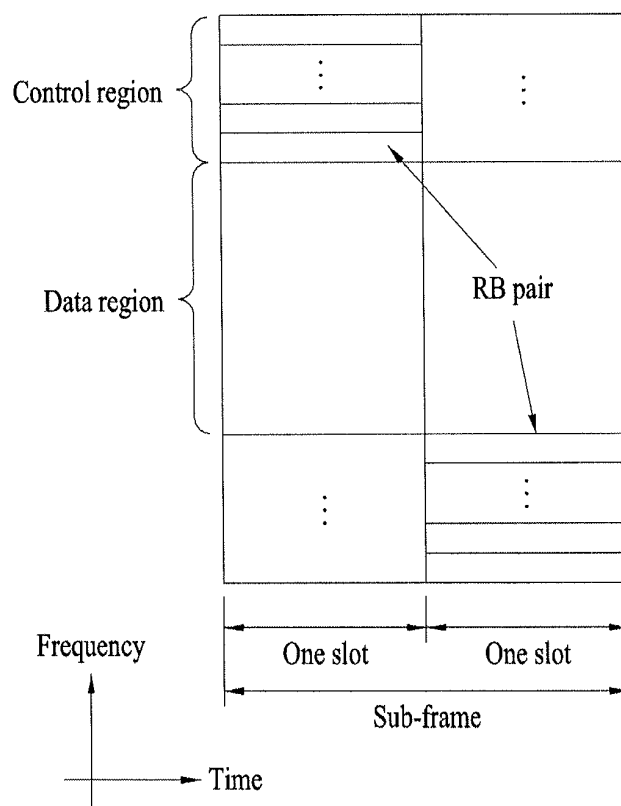 Control region
Data region
RB pair
One slot
One slot
Sub-frame
Frequency
Time